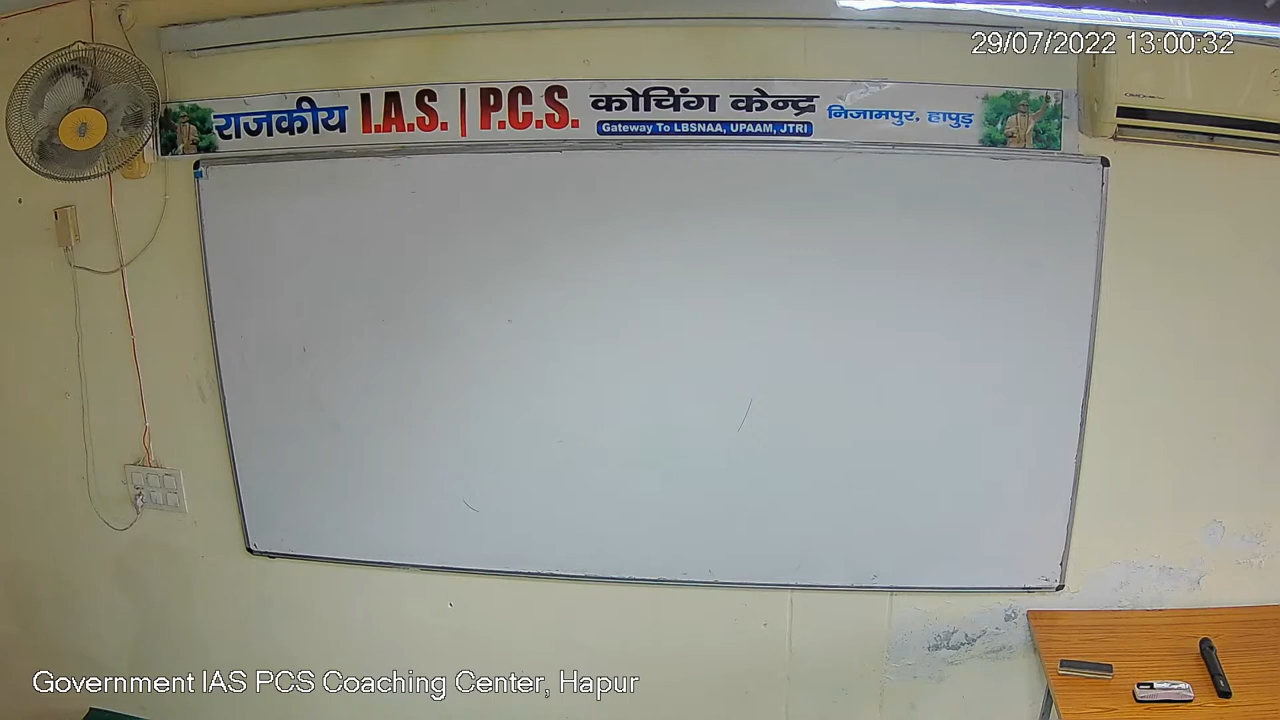 29/07/2022 13:00:32
राजकीय I.A.S. | P.C.S. कोचिंग केन्द्र निजामपुर, हापुड़
Gateway To LBSNAA, UPAAM, JTRI
Government IAS PCS Coaching Center, Hapur